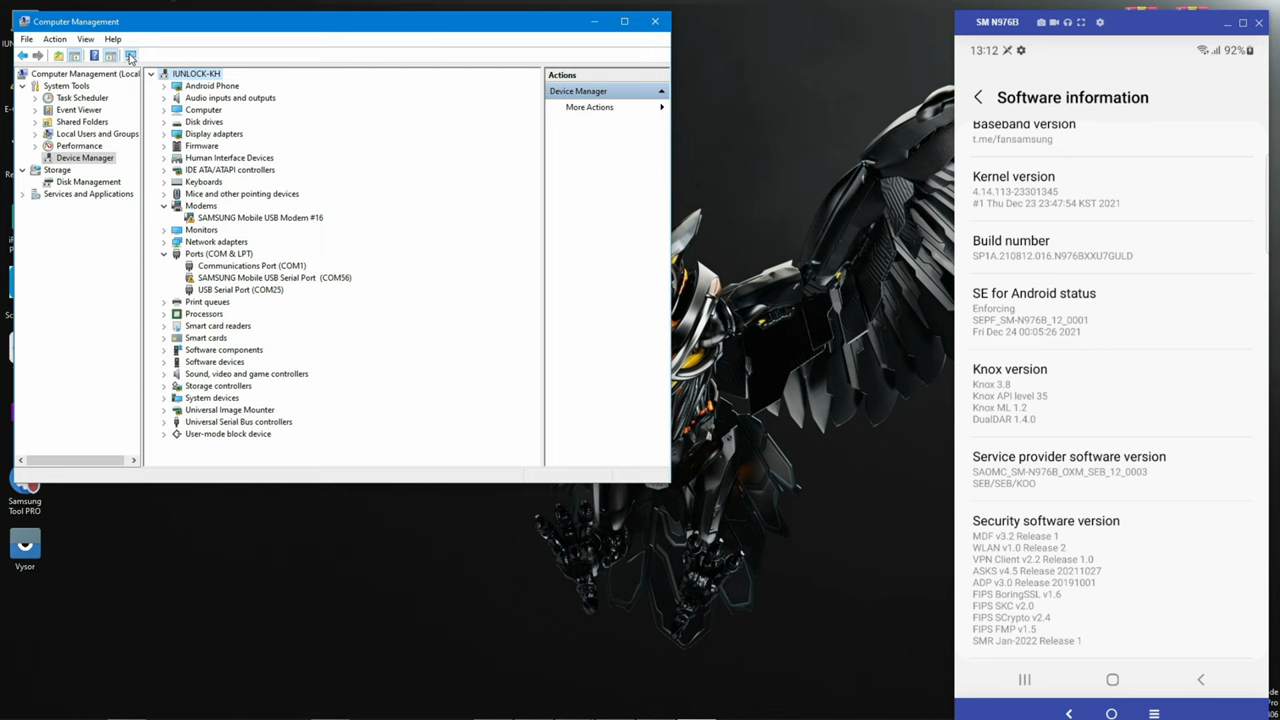 Computer Management
File Action View Help
Computer Management (Local
System Tools
Task Scheduler
Event Viewer
Shared Folders
Local Users and Groups
Performance
Device Manager
Storage
Disk Management
Services and Applications
IUNLOCK-KH
Android Phone
Audio inputs and outputs
Computer
Disk drives
Display adapters
Firmware
Human Interface Devices
IDE ATA/ATAPI controllers
Keyboards
Mice and other pointing devices
Modems
SAMSUNG Mobile USB Modem #16
Monitors
Network adapters
Ports (COM & LPT)
Communications Port (COM1)
SAMSUNG Mobile USB Serial Port (COM56)
USB Serial Port (COM25)
Print queues
Processors
Smart card readers
Smart cards
Software components
Software devices
Sound, video and game controllers
Storage controllers
System devices
Universal Image Mounter
Universal Serial Bus controllers
User-mode block device
Actions
Device Manager
More Actions
Samsung
Tool PRO
Vysor
SM N976B
13:12 92%
Software information
Baseband version
t.me/fansamsung
Kernel version
4.14.113-23301345
#1 Thu Dec 23 23:47:54 KST 2021
Build number
SP1A.210812.016.N976BXXU7GULD
SE for Android status
Enforcing
SEPF_SM-N976B_12_0001
Fri Dec 24 00:05:26 2021
Knox version
Knox 3.8
Knox API level 35
Knox ML 1.2
DualDAR 1.4.0
Service provider software version
SAOMC_SM-N976B_OXM_SEB_12_0003
SEB/SEB/KOO
Security software version
MDF v3.2 Release 1
WLAN v1.0 Release 2
VPN Client v2.2 Release 1.0
ASKS v4.5 Release 20211027
ADP v3.0 Release 20191001
FIPS BoringSSL v1.6
FIPS SKC v2.0
FIPS SCrypto v2.4
FIPS FMP v1.5
SMR Jan-2022 Release 1